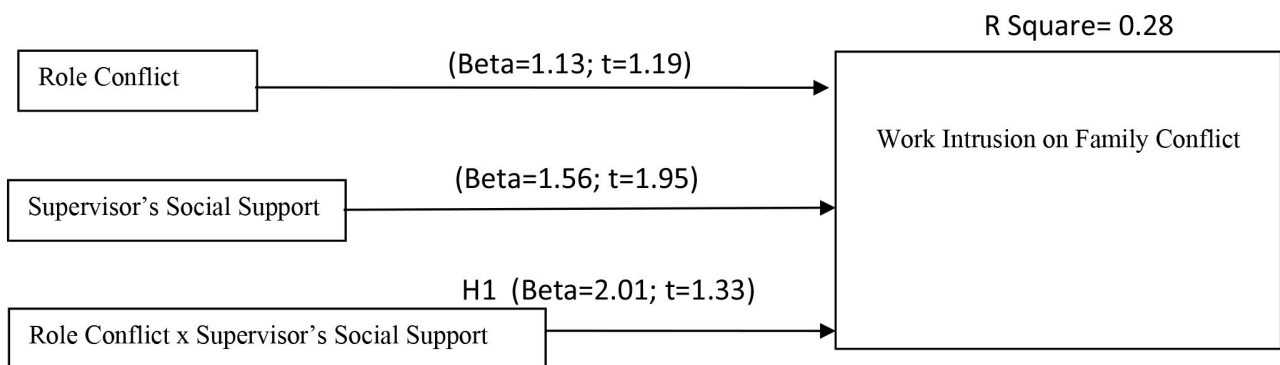 R Square= 0.28
Role Conflict
(Beta=1.13; t=1.19)
Work Intrusion on Family Conflict
(Beta=1.56; t=1.95)
Supervisor’s Social Support
H1 (Beta=2.01; t=1.33)
Role Conflict x Supervisor’s Social Support